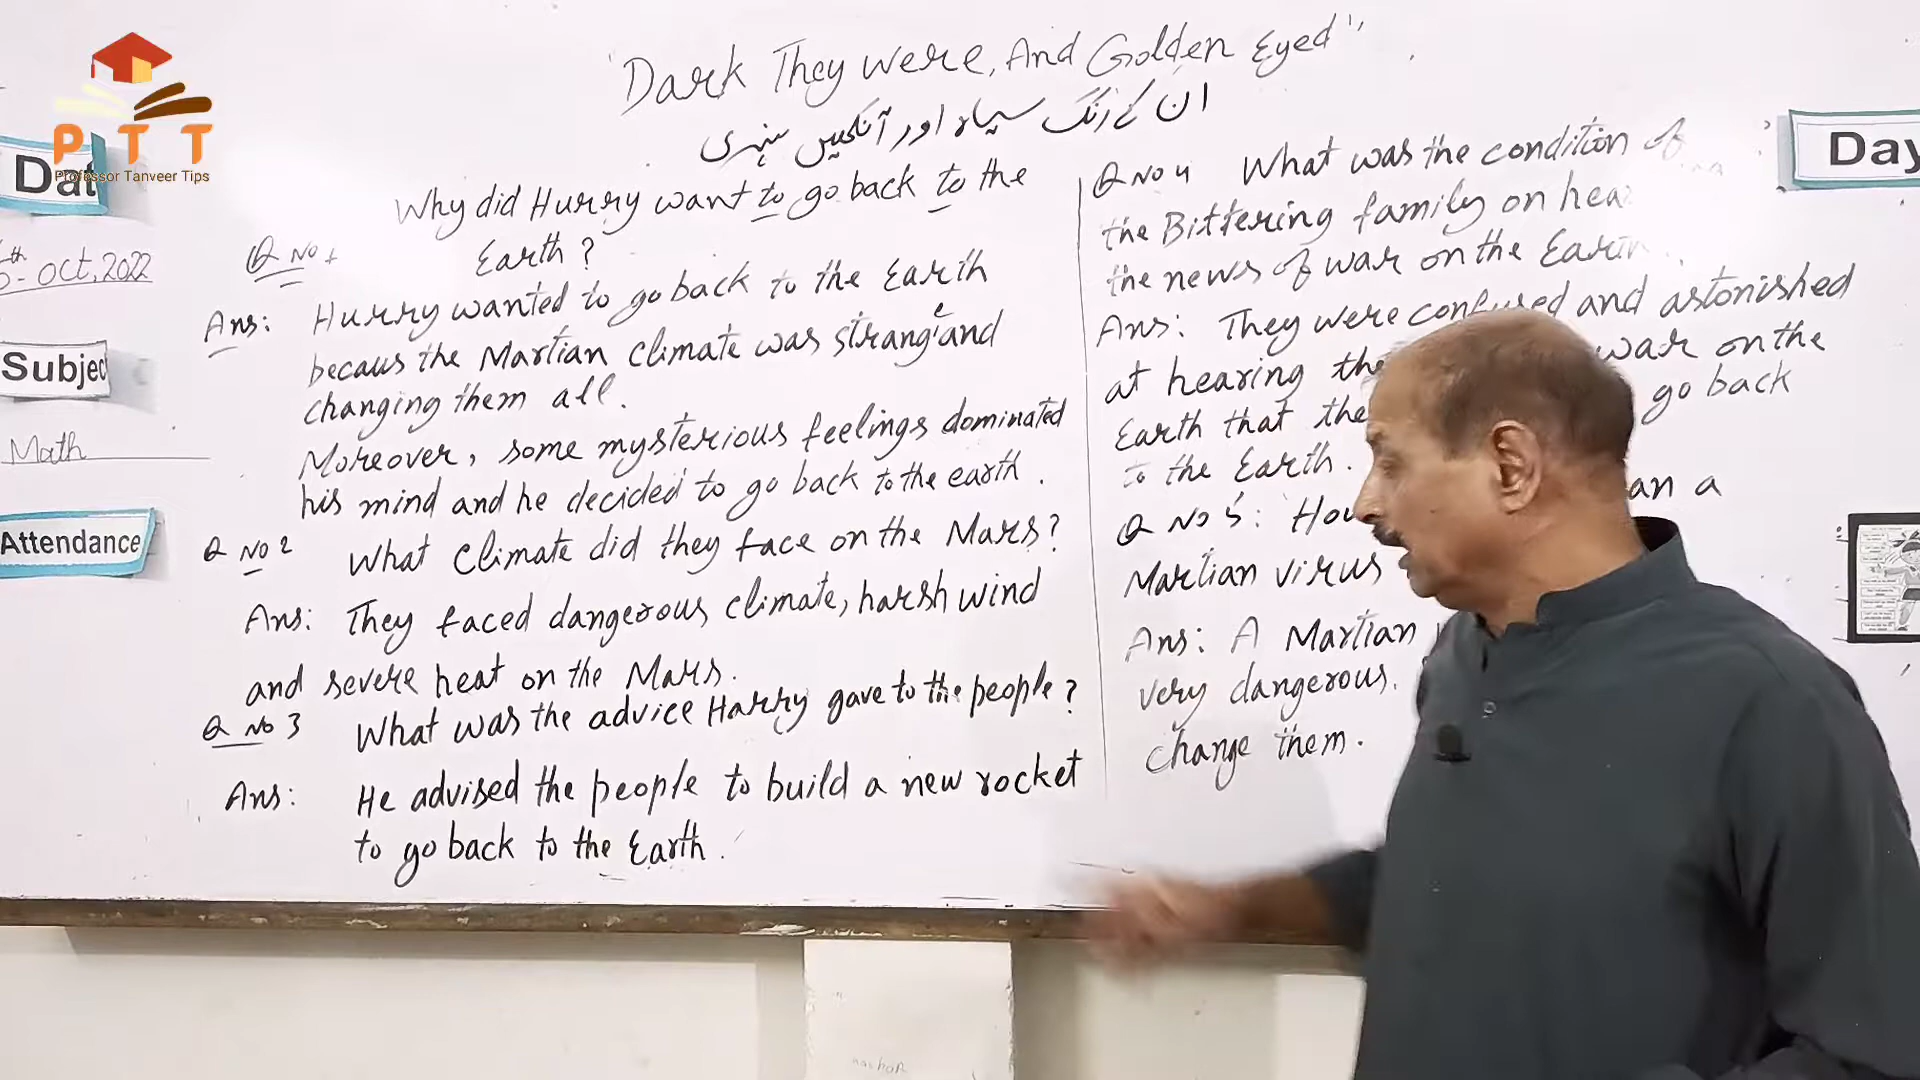 "Dark They Were, And Golden Eyed"
ان کے رنگ سیاہ اور آنکھیں سنہری
P T T
Professor Tanveer Tips
Dat
Oct, 2022
Subjec
Math
Attendance
Day
Why did Hurry want to go back to the
Q No 1 Earth?
Ans: Hurry wanted to go back to the Earth
becaus the Martian climate was strange and
changing them all.
Moreover, some mysterious feelings dominated
his mind and he decided to go back to the earth.
Q No 2 What climate did they face on the Mars?
Ans: They faced dangerous climate, harsh wind
and severe heat on the Mars.
Q No 3 What was the advice Harry gave to the people?
Ans: He advised the people to build a new rocket
to go back to the Earth.
Q No 4 What was the condition of
the Bittering family on hea
the news of war on the Earth
Ans: They were confused and astonished
at hearing the war on the
Earth that the go back
to the Earth.
Q No 5: How an a
Martian virus
Ans: A Martian
very dangerous.
change them.